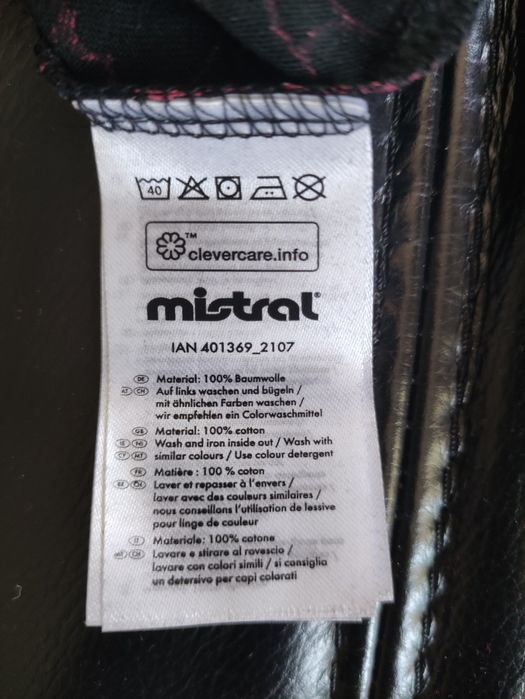 40
™
clevercare.info
mistral®
IAN 401369_2107
DE Material: 100% Baumwolle
AT CH Auf links waschen und bügeln /
mit ähnlichen Farben waschen /
wir empfehlen ein Colorwaschmittel
GB Material: 100% cotton
IE Wash and iron inside out / Wash with
CY MT similar colours / Use colour detergent
FR Matière : 100 % coton
BE CH Laver et repasser à l'envers /
laver avec des couleurs similaires /
nous conseillons l'utilisation de lessive
pour linge de couleur
IT Materiale: 100% cotone
CH Lavare e stirare al rovescio /
lavare con colori simili / si consiglia
un detersivo per capi colorati